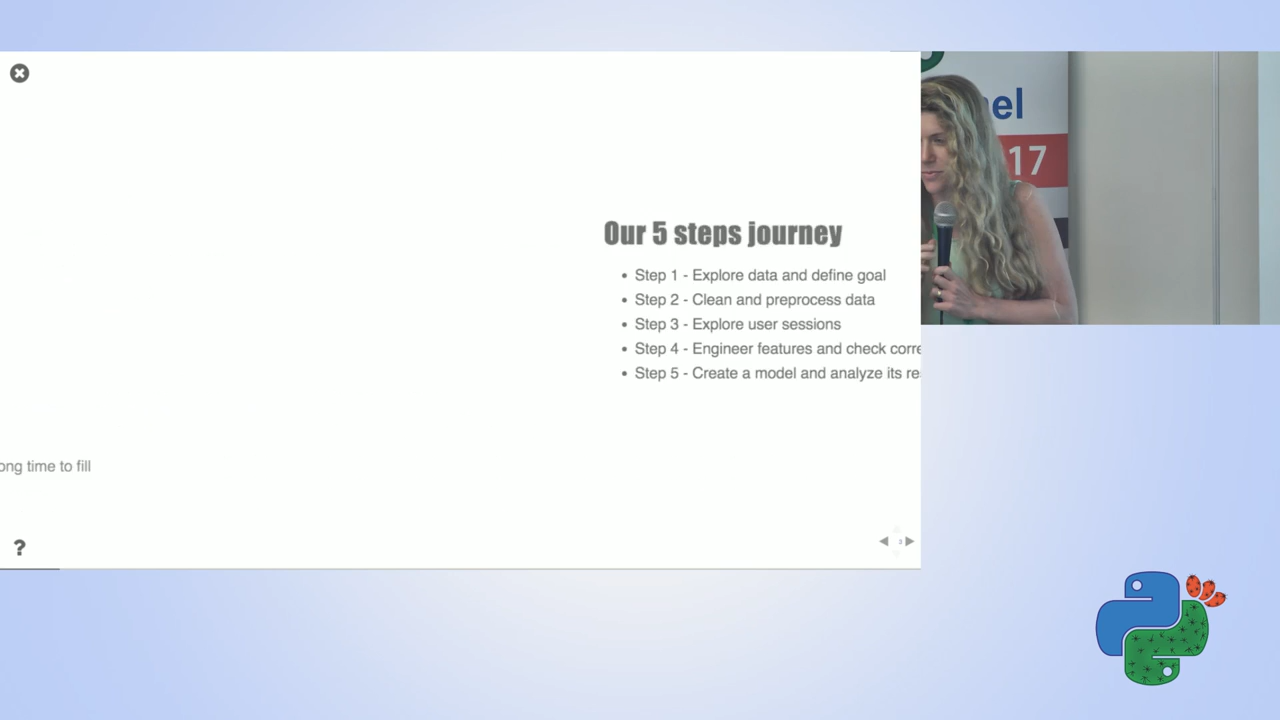 nel
17
Our 5 steps journey
• Step 1 - Explore data and define goal
• Step 2 - Clean and preprocess data
• Step 3 - Explore user sessions
• Step 4 - Engineer features and check corre
• Step 5 - Create a model and analyze its re
ong time to fill
?
3